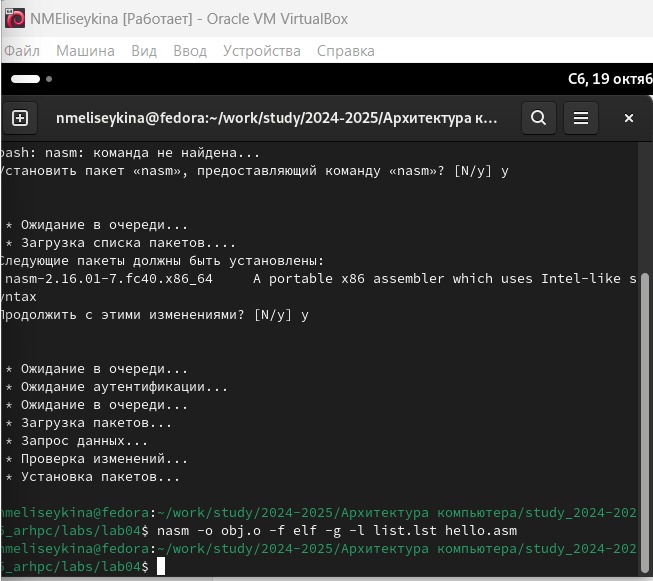 NMEliseykina [Работает] - Oracle VM VirtualBox
Файл Машина Вид Ввод Устройства Справка
Сб, 19 октяб
nmeliseykina@fedora:~/work/study/2024-2025/Архитектура к...
bash: nasm: команда не найдена...
Установить пакет «nasm», предоставляющий команду «nasm»? [N/y] y
* Ожидание в очереди...
* Загрузка списка пакетов....
Следующие пакеты должны быть установлены:
nasm-2.16.01-7.fc40.x86_64 A portable x86 assembler which uses Intel-like s
yntax
Продолжить с этими изменениями? [N/y] y
* Ожидание в очереди...
* Ожидание аутентификации...
* Ожидание в очереди...
* Загрузка пакетов...
* Запрос данных...
* Проверка изменений...
* Установка пакетов...
nmeliseykina@fedora:~/work/study/2024-2025/Архитектура компьютера/study_2024-202
5_arhpc/labs/lab04$ nasm -o obj.o -f elf -g -l list.lst hello.asm
nmeliseykina@fedora:~/work/study/2024-2025/Архитектура компьютера/study_2024-202
5_arhpc/labs/lab04$